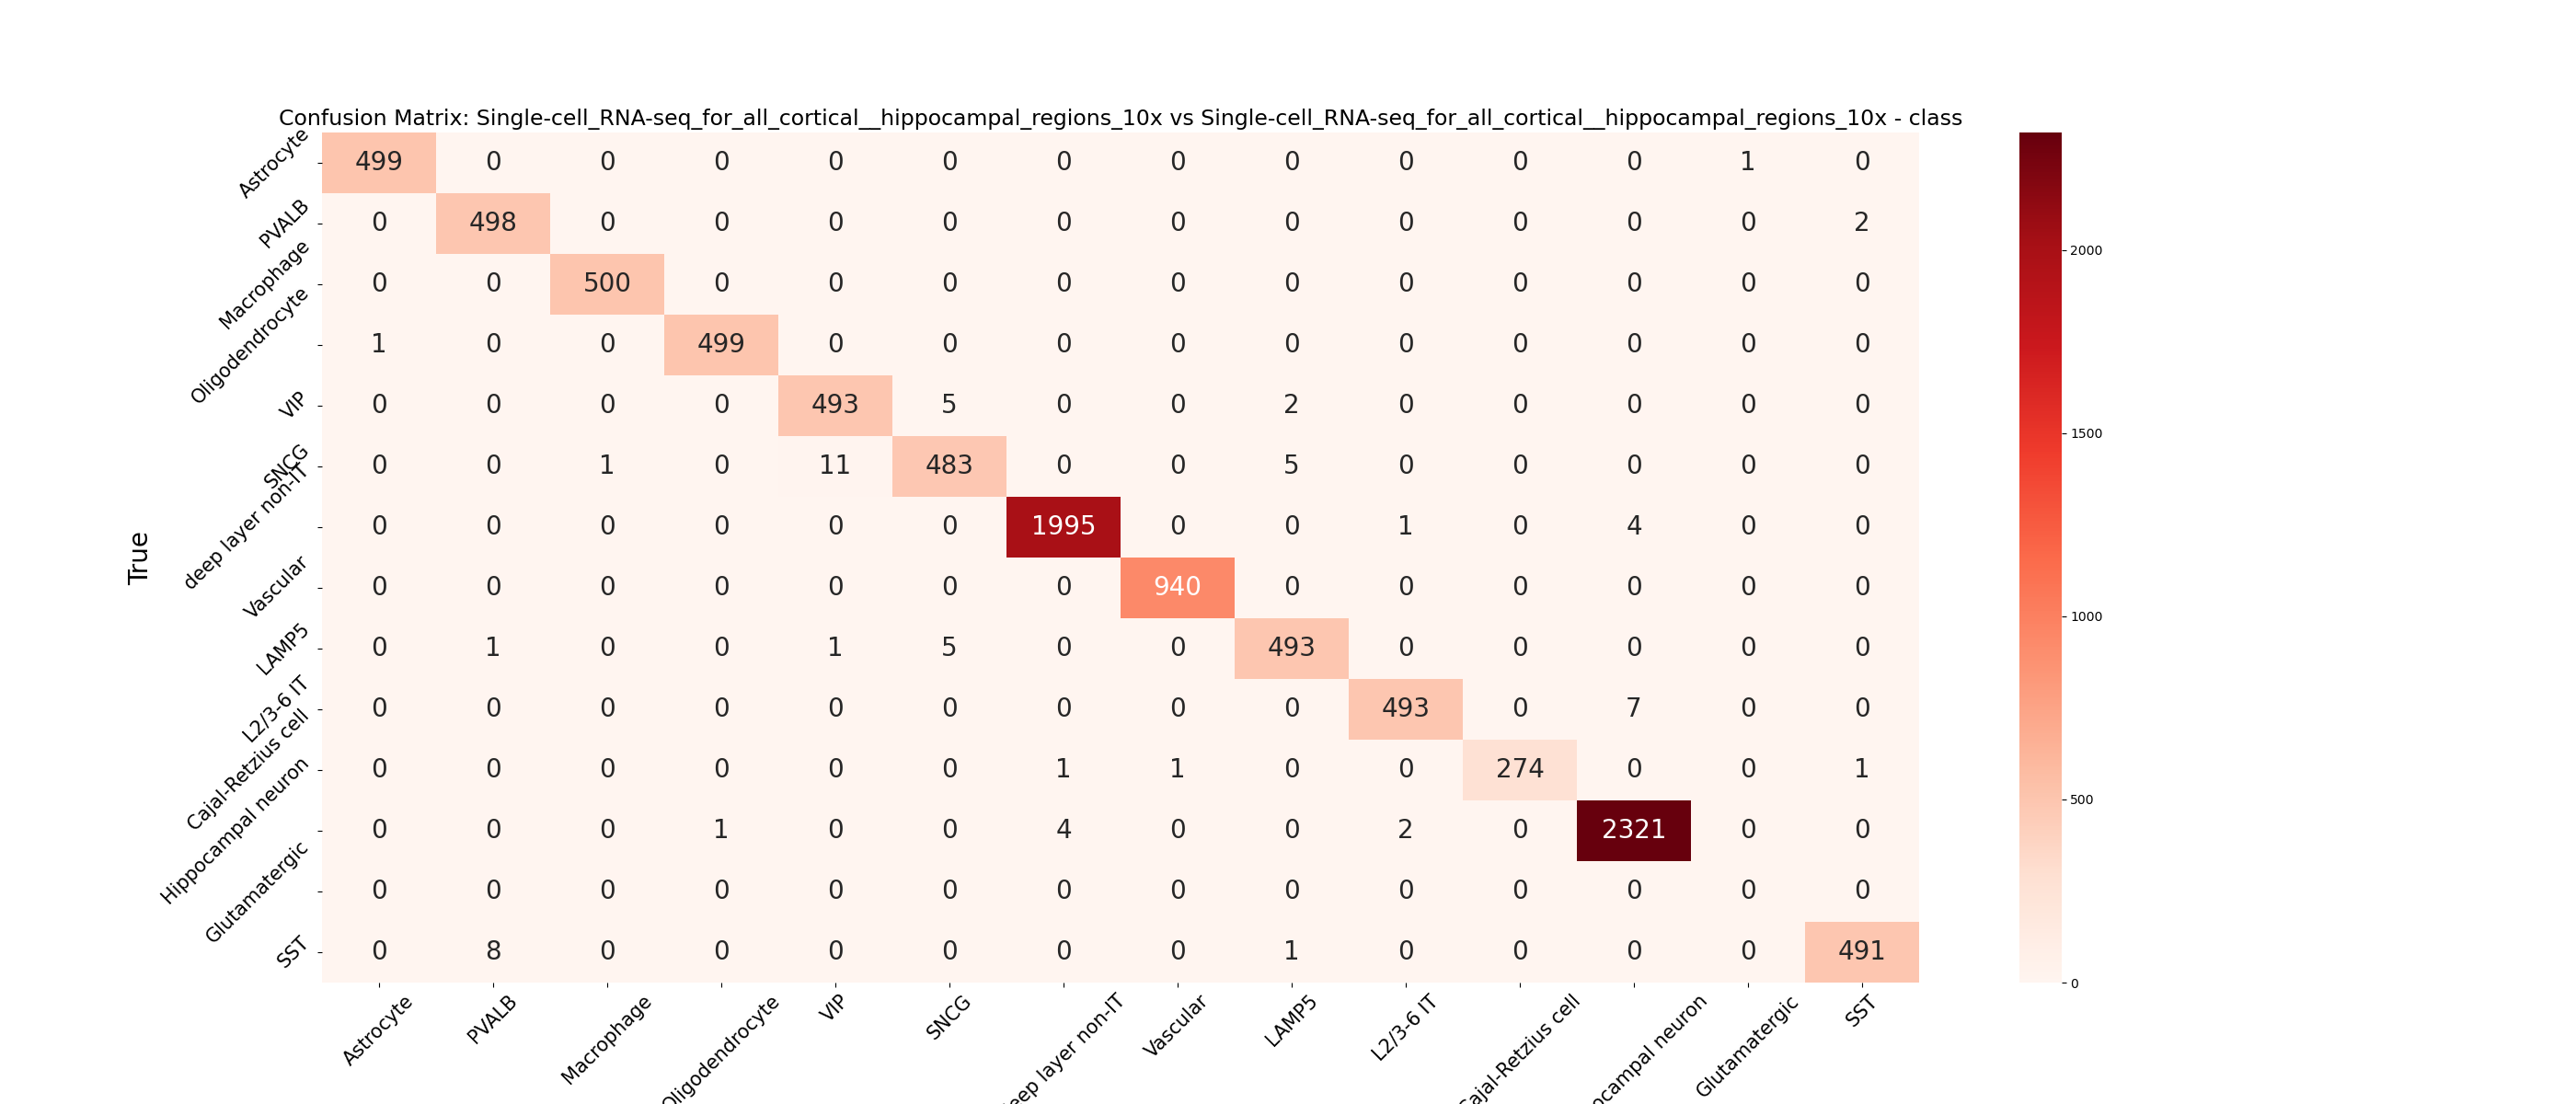 Confusion Matrix: Single-cell_RNA-seq_for_all_cortical__hippocampal_regions_10x vs Single-cell_RNA-seq_for_all_cortical__hippocampal_regions_10x - class
True
Astrocyte 499 0 0 0 0 0 0 0 0 0 0 0 1 0
PVALB 0 498 0 0 0 0 0 0 0 0 0 0 0 2
Macrophage 0 0 500 0 0 0 0 0 0 0 0 0 0 0
Oligodendrocyte 1 0 0 499 0 0 0 0 0 0 0 0 0 0
VIP 0 0 0 0 493 5 0 0 2 0 0 0 0 0
SNCG 0 0 1 0 11 483 0 0 5 0 0 0 0 0
deep layer non-IT 0 0 0 0 0 0 1995 0 0 1 0 4 0 0
Vascular 0 0 0 0 0 0 0 940 0 0 0 0 0 0
LAMP5 0 1 0 0 1 5 0 0 493 0 0 0 0 0
L2/3-6 IT 0 0 0 0 0 0 0 0 0 493 0 7 0 0
Cajal-Retzius cell 0 0 0 0 0 0 1 1 0 0 274 0 0 1
Hippocampal neuron 0 0 0 1 0 0 4 0 0 2 0 2321 0 0
Glutamatergic 0 0 0 0 0 0 0 0 0 0 0 0 0 0
SST 0 8 0 0 0 0 0 0 1 0 0 0 0 491
Astrocyte
PVALB
Macrophage
Oligodendrocyte
VIP
SNCG
eep layer non-IT
Vascular
LAMP5
L2/3-6 IT
Cajal-Retzius cell
ocampal neuron
Glutamatergic
SST
2000
1500
1000
500
0